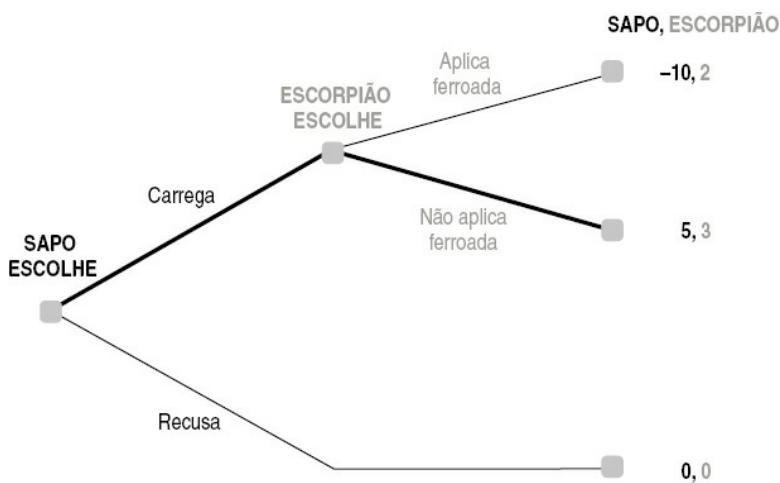 SAPO, ESCORPIÃO
Aplica
ferroada
–10, 2
ESCORPIÃO
ESCOLHE
Carrega
Não aplica
ferroada
5, 3
SAPO
ESCOLHE
Recusa
0, 0